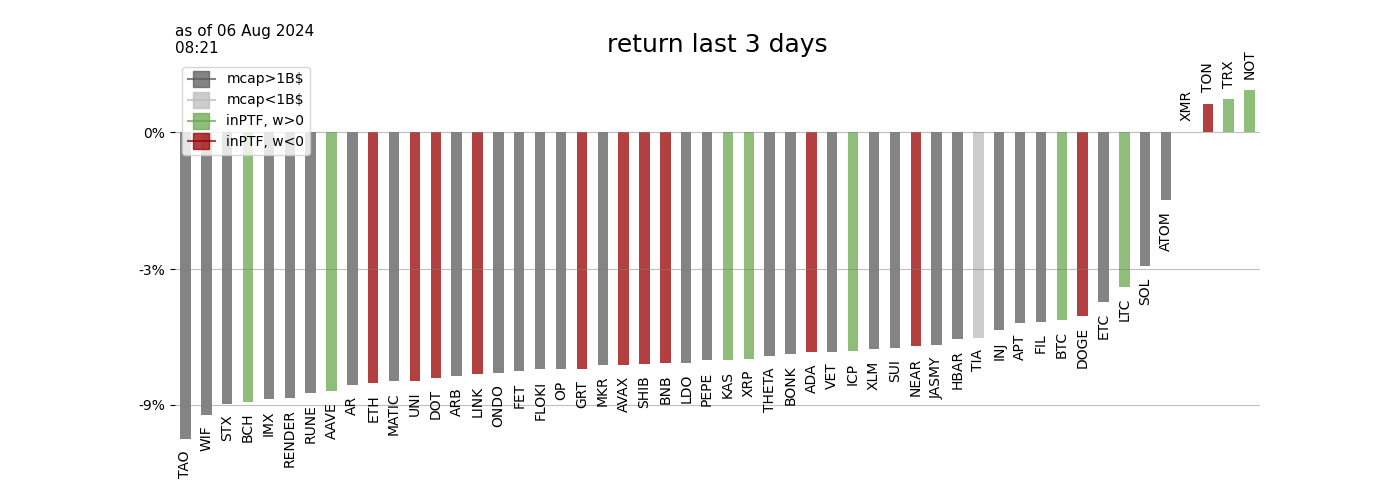 as of 06 Aug 2024
08:21
return last 3 days
mcap>1B$
mcap<1B$
inPTF, w>0
inPTF, w<0
0%
-3%
-9%
TAO
WIF
STX
BCH
IMX
RENDER
RUNE
AAVE
AR
ETH
MATIC
UNI
DOT
ARB
LINK
ONDO
FET
FLOKI
OP
GRT
MKR
AVAX
SHIB
BNB
LDO
PEPE
KAS
XRP
THETA
BONK
ADA
VET
ICP
XLM
SUI
NEAR
JASMY
HBAR
TIA
INJ
APT
FIL
BTC
DOGE
ETC
LTC
SOL
ATOM
XMR
TON
TRX
NOT